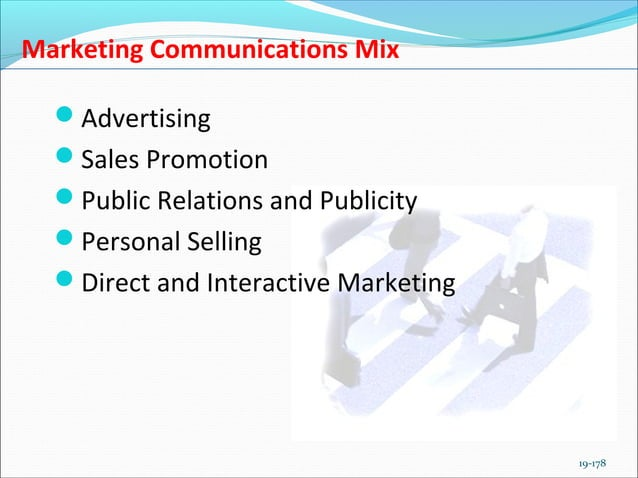 Marketing Communications Mix
Advertising
Sales Promotion
Public Relations and Publicity
Personal Selling
Direct and Interactive Marketing
19-178